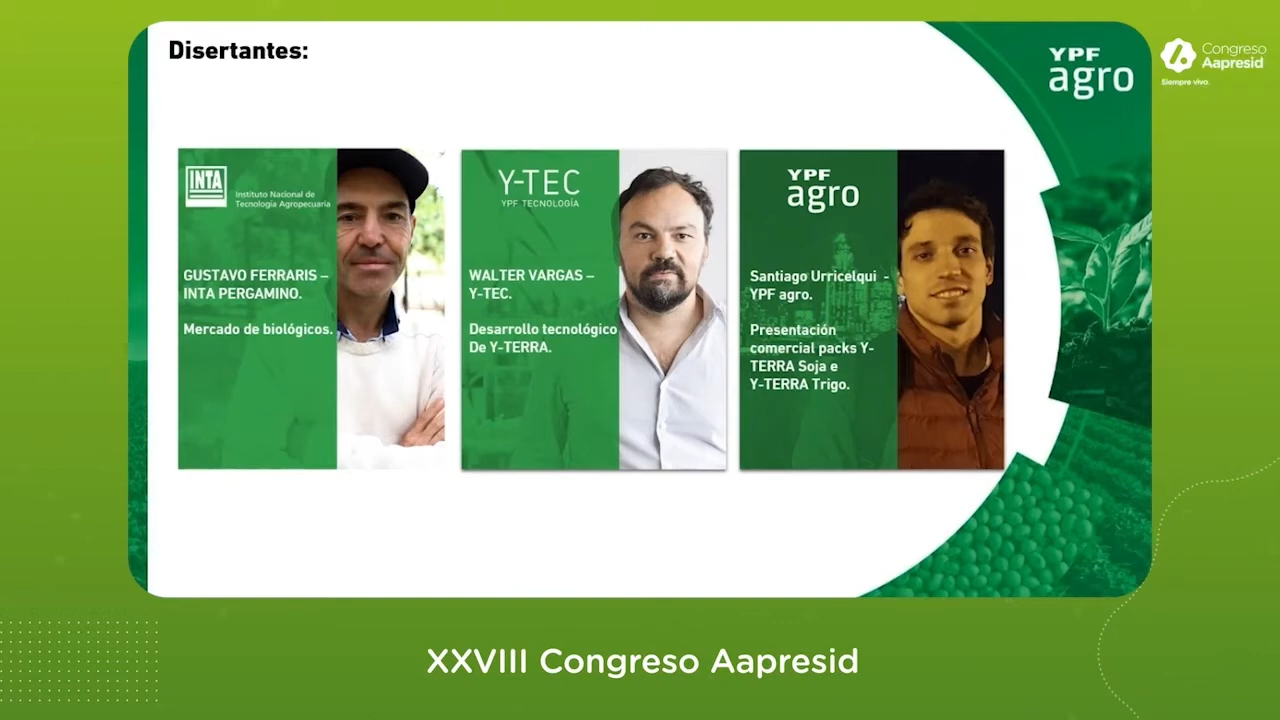 Disertantes:
YPF
agro
Congreso
Aapresid
Siempre vivo.
INTA
Instituto Nacional de
Tecnología Agropecuaria
GUSTAVO FERRARIS –
INTA PERGAMINO.
Mercado de biológicos.
Y-TEC
YPF TECNOLOGÍA
WALTER VARGAS –
Y-TEC.
Desarrollo tecnológico
De Y-TERRA.
YPF
agro
Santiago Urricelqui -
YPF agro.
Presentación
comercial packs Y-
TERRA Soja e
Y-TERRA Trigo.
XXVIII Congreso Aapresid